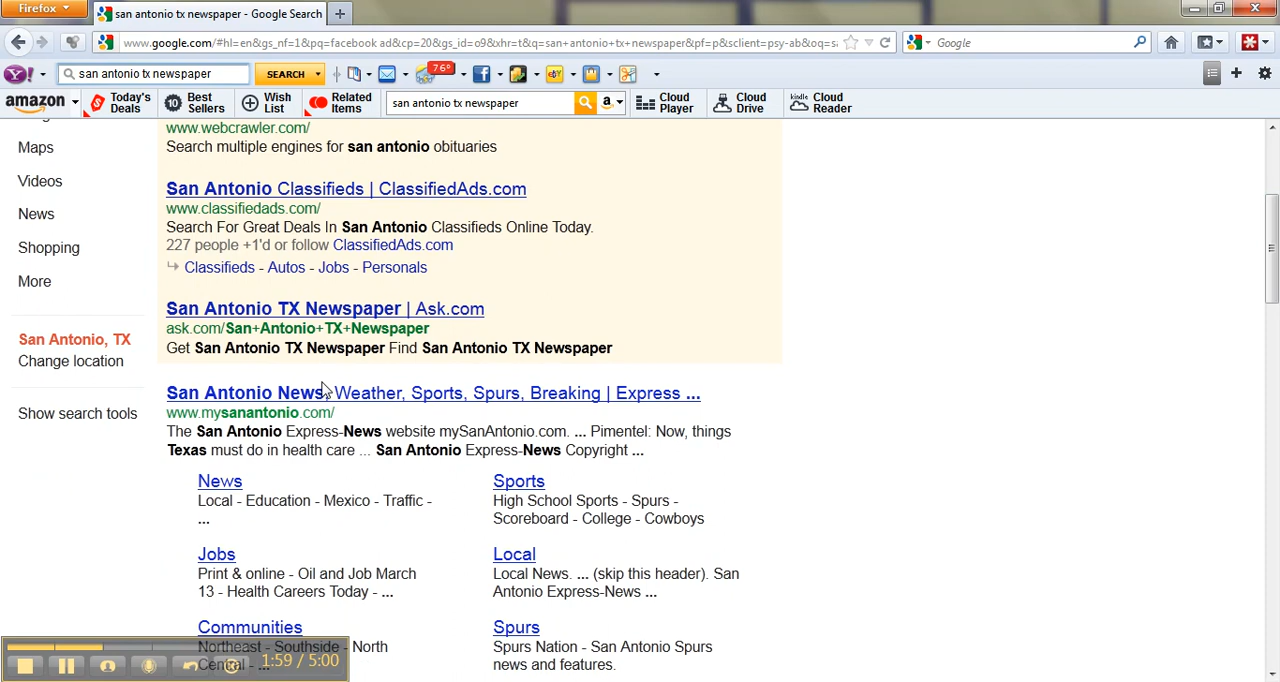 Firefox
san antonio tx newspaper - Google Search
www.google.com/#hl=en&gs_nf=1&pq=facebook ad&cp=20&gs_id=o9&xhr=t&q=san+antonio+tx+newspaper&pf=p&sclient=psy-ab&oq=s
Google
Y!
san antonio tx newspaper
SEARCH
76°
amazon
Today's Deals
10
Best Sellers
Wish List
Related Items
san antonio tx newspaper
a
Cloud Player
Cloud Drive
kindle
Cloud Reader
Maps
Videos
News
Shopping
More
San Antonio, TX
Change location
Show search tools
www.webcrawler.com/
Search multiple engines for san antonio obituaries
San Antonio Classifieds | ClassifiedAds.com
www.classifiedads.com/
Search For Great Deals In San Antonio Classifieds Online Today.
227 people +1'd or follow ClassifiedAds.com
Classifieds - Autos - Jobs - Personals
San Antonio TX Newspaper | Ask.com
ask.com/San+Antonio+TX+Newspaper
Get San Antonio TX Newspaper Find San Antonio TX Newspaper
San Antonio News, Weather, Sports, Spurs, Breaking | Express ...
www.mysanantonio.com/
The San Antonio Express-News website mySanAntonio.com. ... Pimentel: Now, things
Texas must do in health care ... San Antonio Express-News Copyright ...
News
Local - Education - Mexico - Traffic -
...
Sports
High School Sports - Spurs -
Scoreboard - College - Cowboys
Jobs
Print & online - Oil and Job March
13 - Health Careers Today - ...
Local
Local News. ... (skip this header). San
Antonio Express-News ...
Communities
Northeast - Southside - North
Central - ...
Spurs
Spurs Nation - San Antonio Spurs
news and features.
1:59 / 5:00